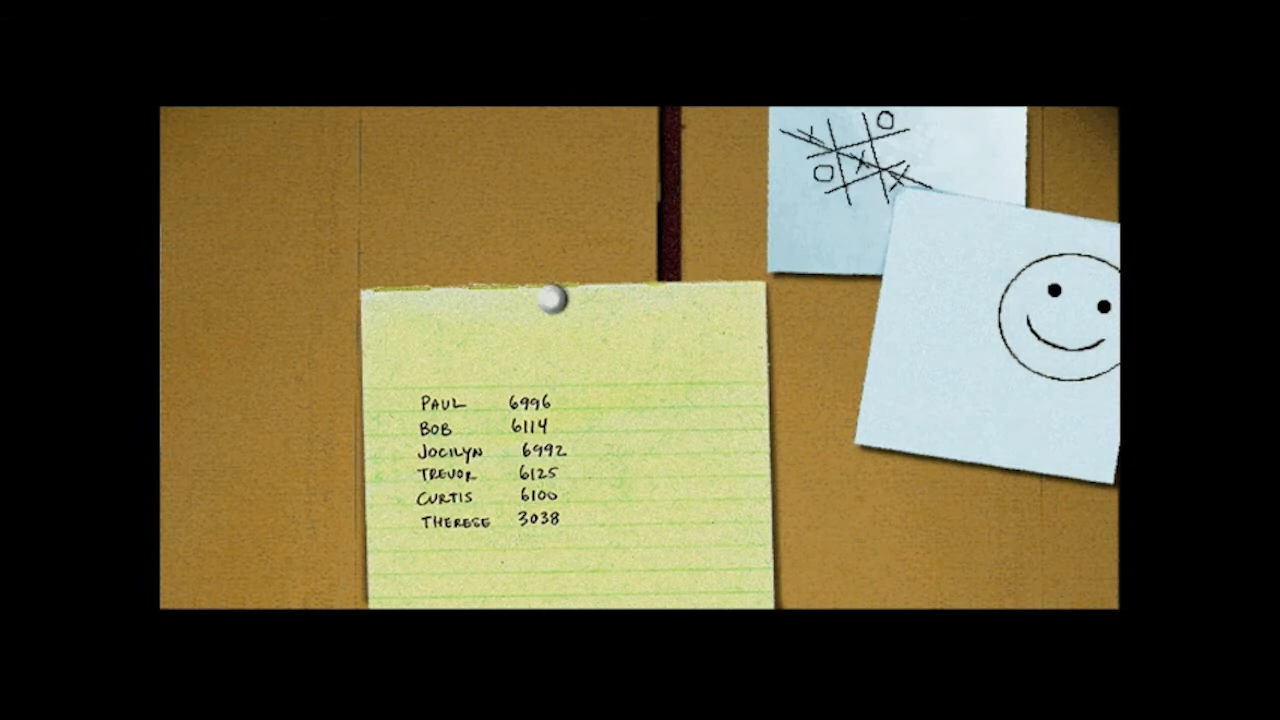 PAUL 6996
BOB 6114
JOCILYN 6992
TREVOR 6125
CURTIS 6100
THERESE 3038